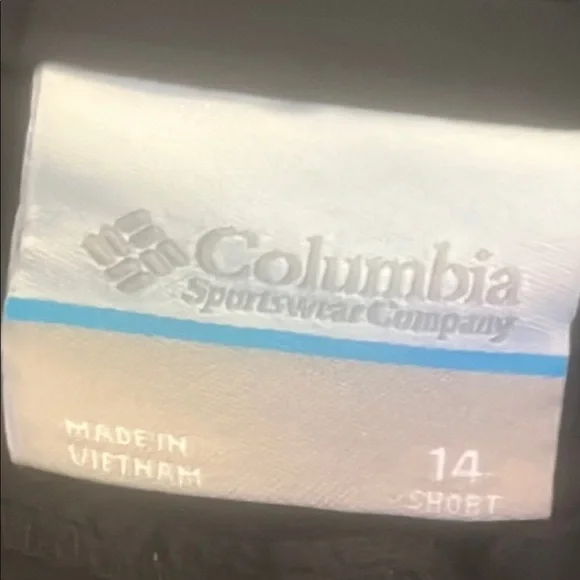 Columbia
Sportswear Company
MADE IN
VIETNAM
14
SHORT